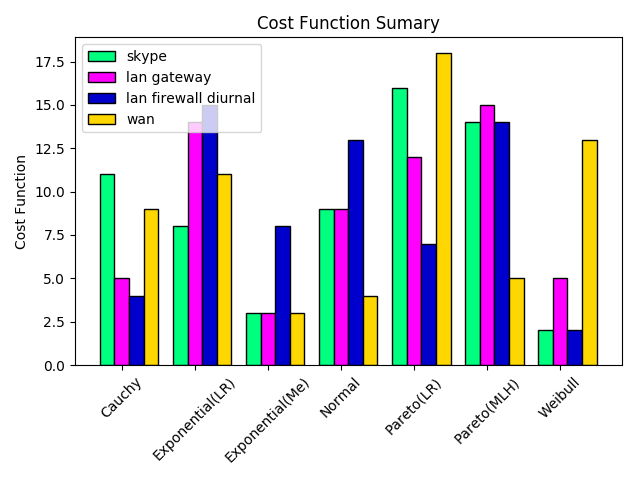 Cost Function Sumary
skype
lan gateway
lan firewall diurnal
wan
Cost Function
17.5
15.0
12.5
10.0
7.5
5.0
2.5
0.0
Cauchy
Exponential(LR)
Exponential(Me)
Normal
Pareto(LR)
Pareto(MLH)
Weibull